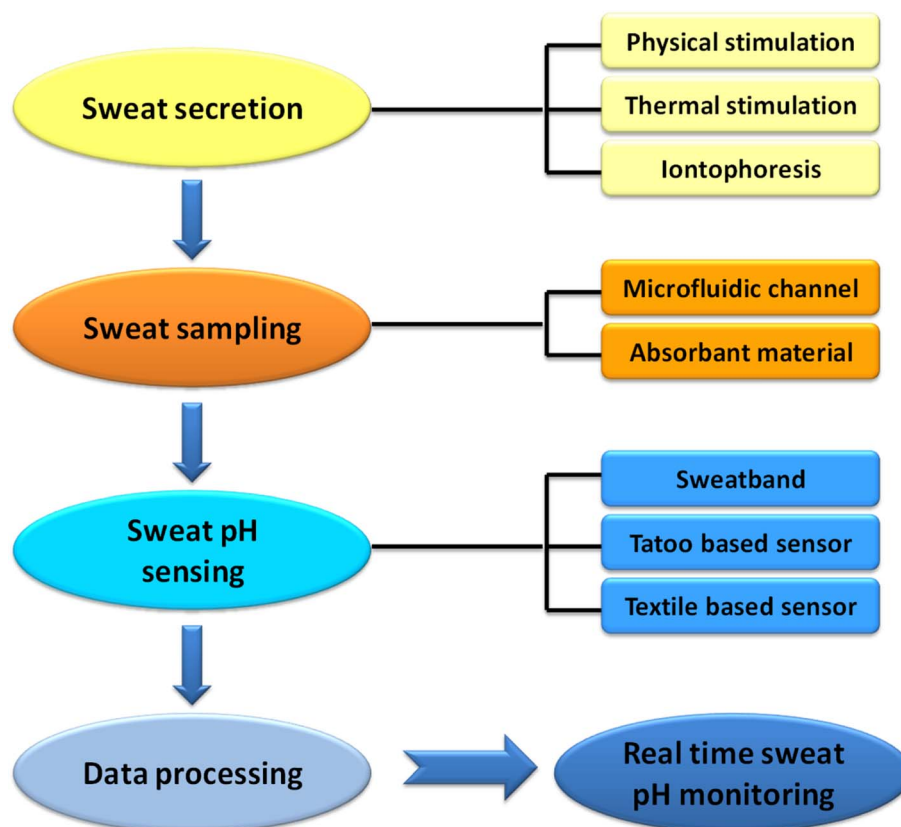 Sweat secretion
Physical stimulation
Thermal stimulation
Iontophoresis
Sweat sampling
Microfluidic channel
Absorbant material
Sweat pH
sensing
Sweatband
Tatoo based sensor
Textile based sensor
Data processing
Real time sweat
pH monitoring